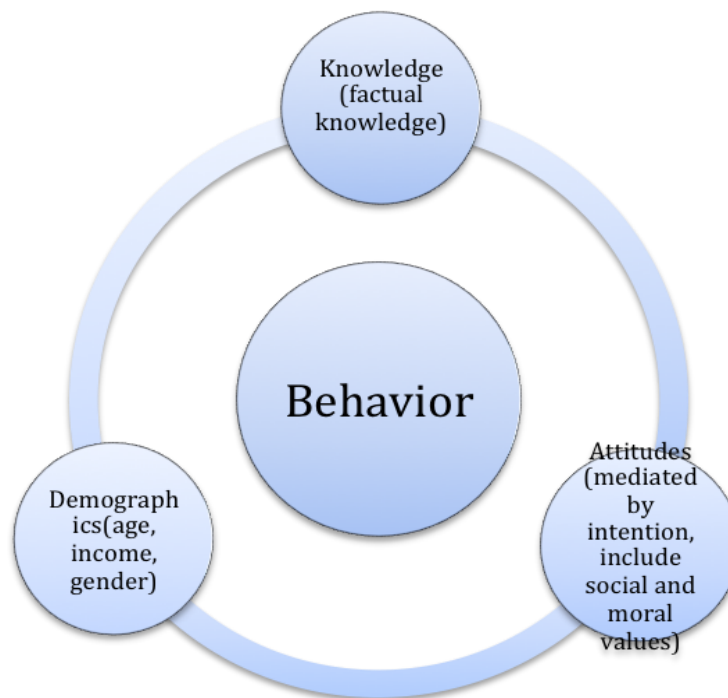 Knowledge
(factual
knowledge)
Behavior
Demograph
ics(age,
income,
gender)
Attitudes
(mediated
by
intention,
include
social and
moral
values)